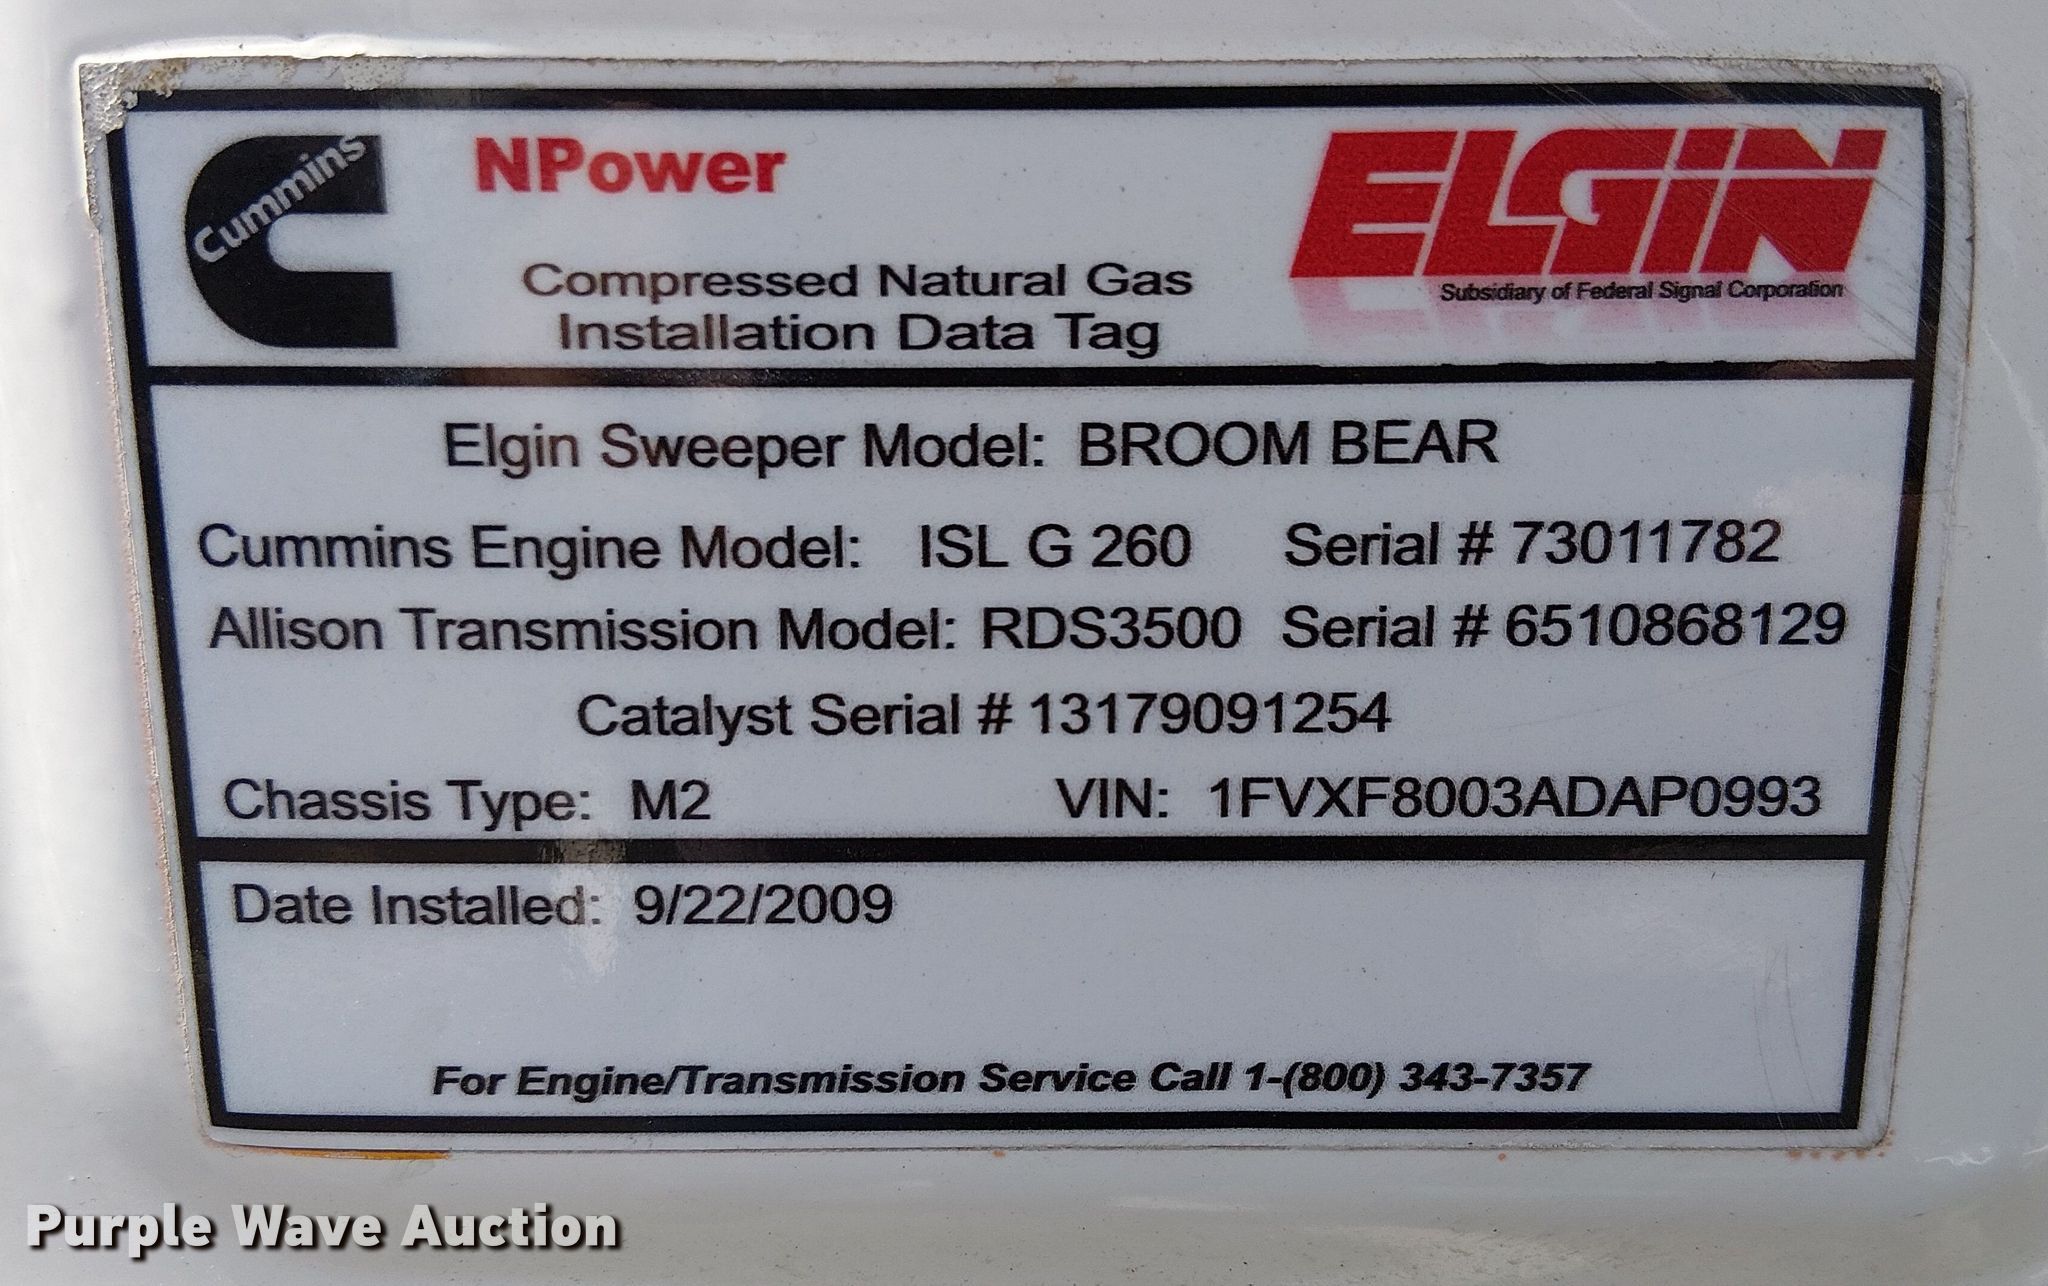 Cummins
NPower
ELGIN
Subsidiary of Federal Signal Corporation
Compressed Natural Gas
Installation Data Tag
Elgin Sweeper Model: BROOM BEAR
Cummins Engine Model: ISL G 260 Serial # 73011782
Allison Transmission Model: RDS3500 Serial # 6510868129
Catalyst Serial # 13179091254
Chassis Type: M2 VIN: 1FVXF8003ADAP0993
Date Installed: 9/22/2009
For Engine/Transmission Service Call 1-(800) 343-7357
Purple Wave Auction